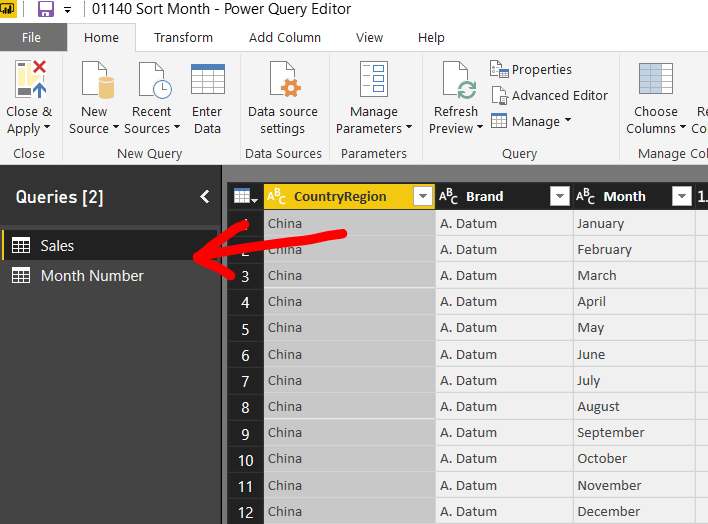 01140 Sort Month - Power Query Editor
File Home Transform Add Column View Help
Close & Apply New Source Recent Sources Enter Data Data source settings Manage Parameters Refresh Preview Properties Advanced Editor Manage Choose Columns
Close New Query Data Sources Parameters Query Manage
Queries [2]
Sales
Month Number
CountryRegion Brand Month 1.
1 China A. Datum January
2 China A. Datum February
3 China A. Datum March
4 China A. Datum April
5 China A. Datum May
6 China A. Datum June
7 China A. Datum July
8 China A. Datum August
9 China A. Datum September
10 China A. Datum October
11 China A. Datum November
12 China A. Datum December